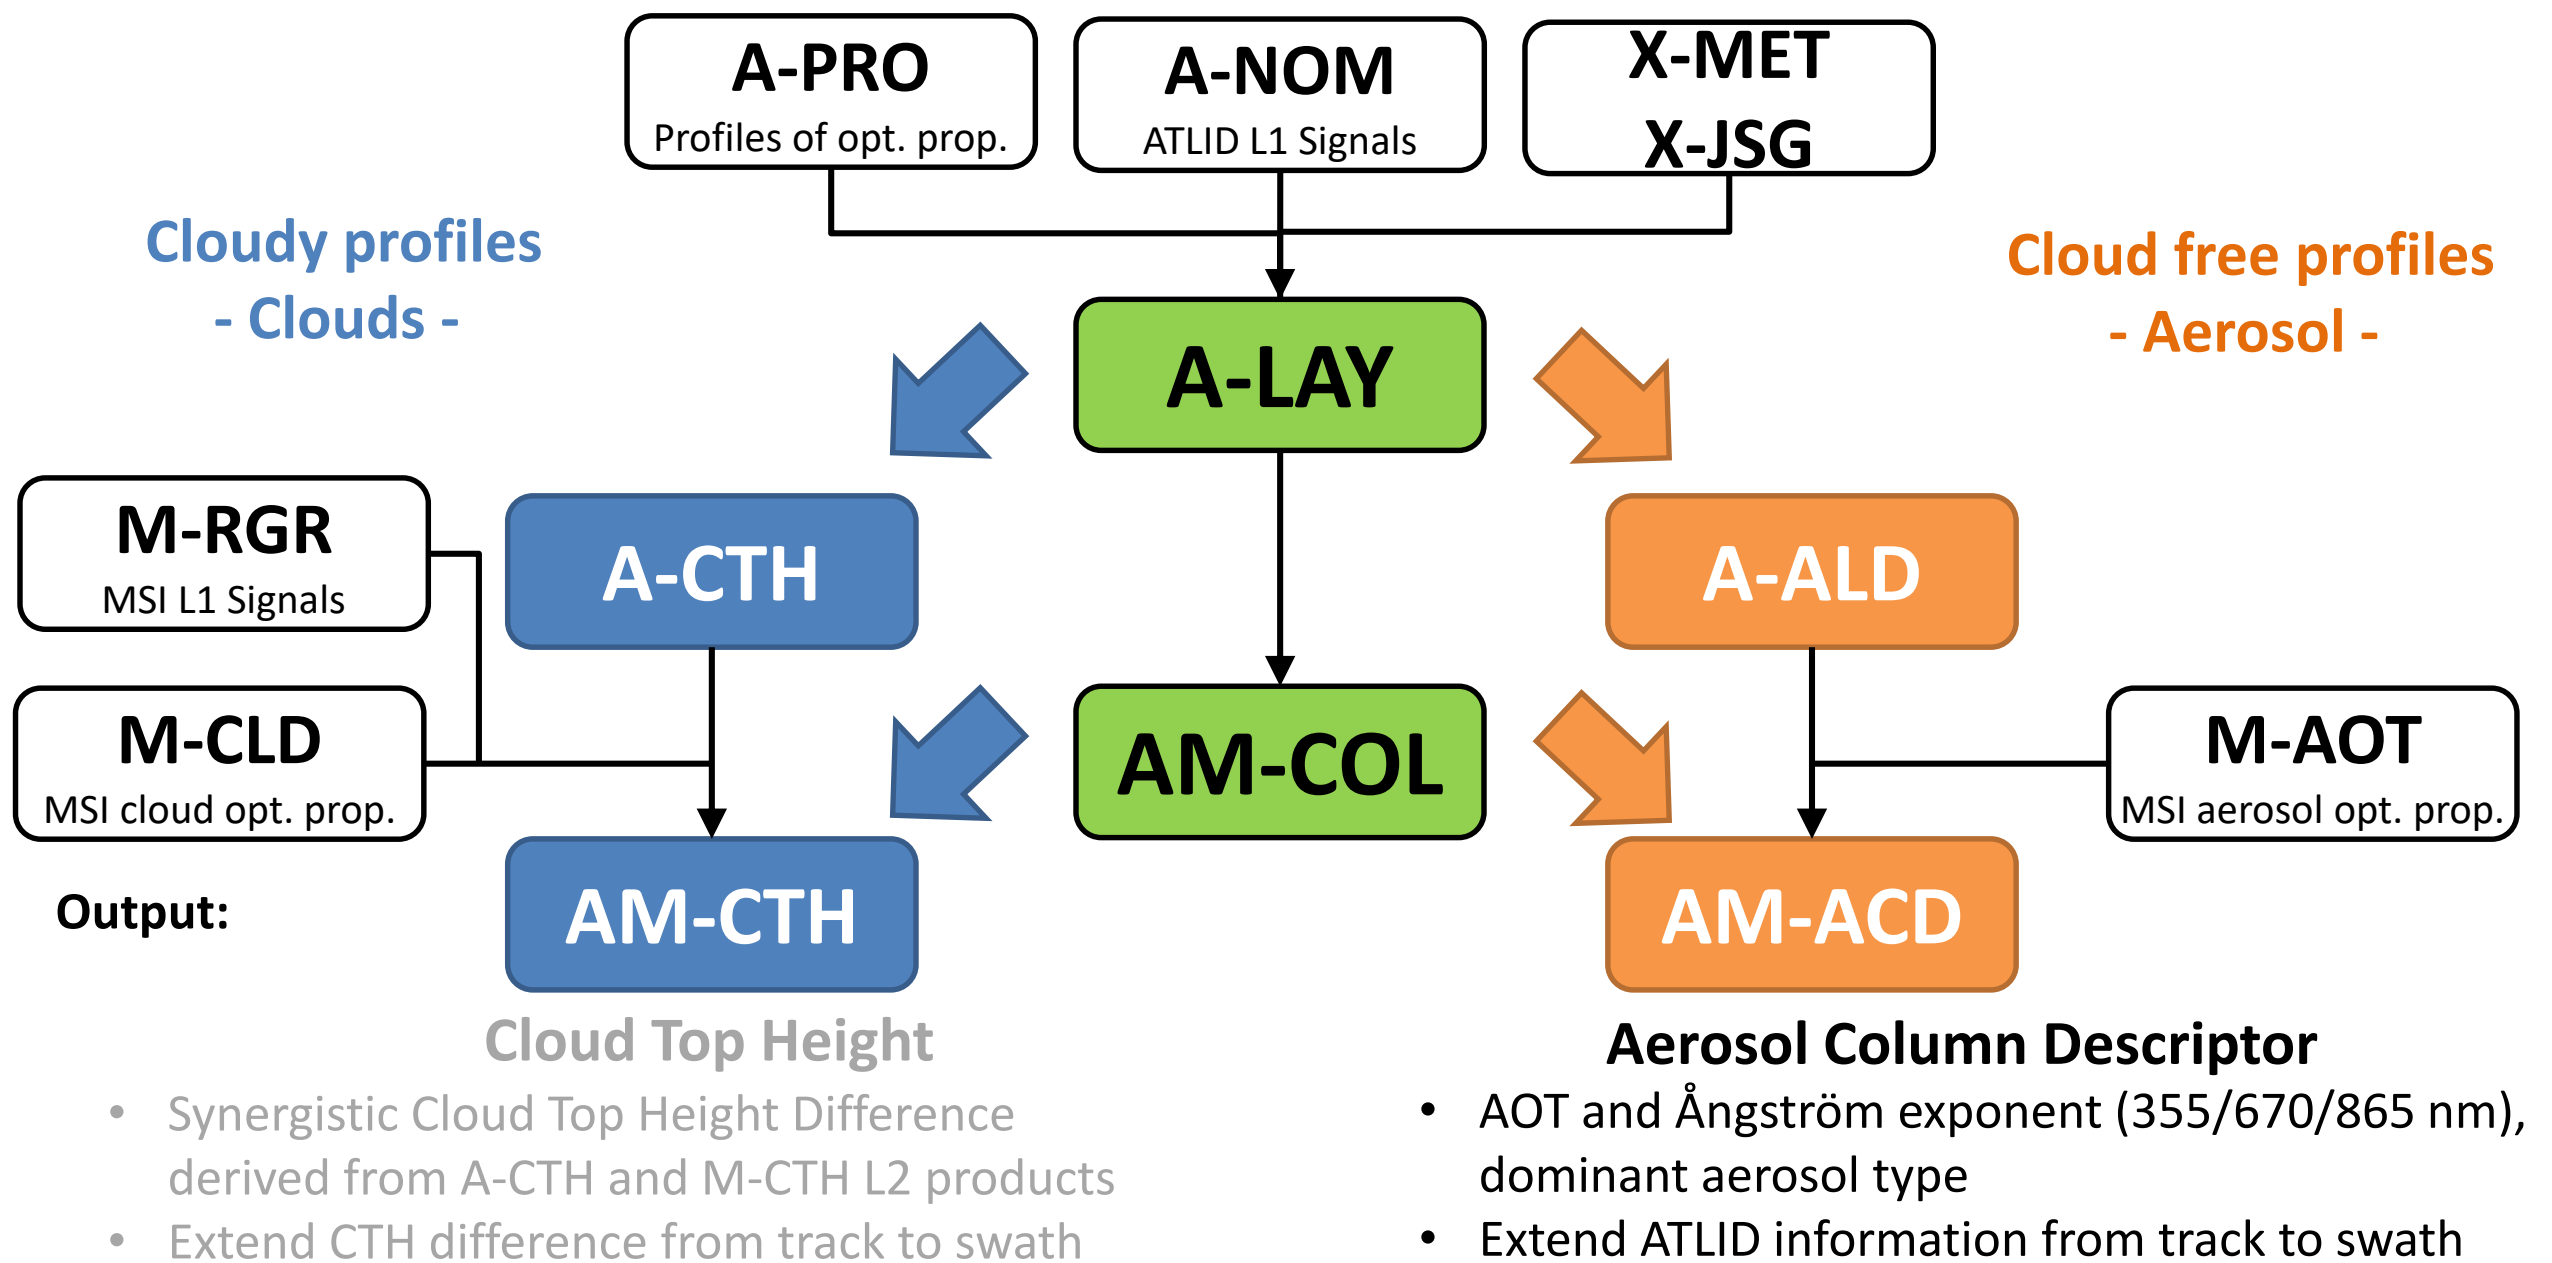 A-PRO
Profiles of opt. prop.
A-NOM
ATLID L1 Signals
X-MET
X-JSG
Cloudy profiles
- Clouds -
Cloud free profiles
- Aerosol -
A-LAY
M-RGR
MSI L1 Signals
A-CTH
A-ALD
M-CLD
MSI cloud opt. prop.
AM-COL
M-AOT
MSI aerosol opt. prop.
Output:
AM-CTH
AM-ACD
Cloud Top Height
• Synergistic Cloud Top Height Difference
derived from A-CTH and M-CTH L2 products
• Extend CTH difference from track to swath
Aerosol Column Descriptor
• AOT and Ångström exponent (355/670/865 nm),
dominant aerosol type
• Extend ATLID information from track to swath